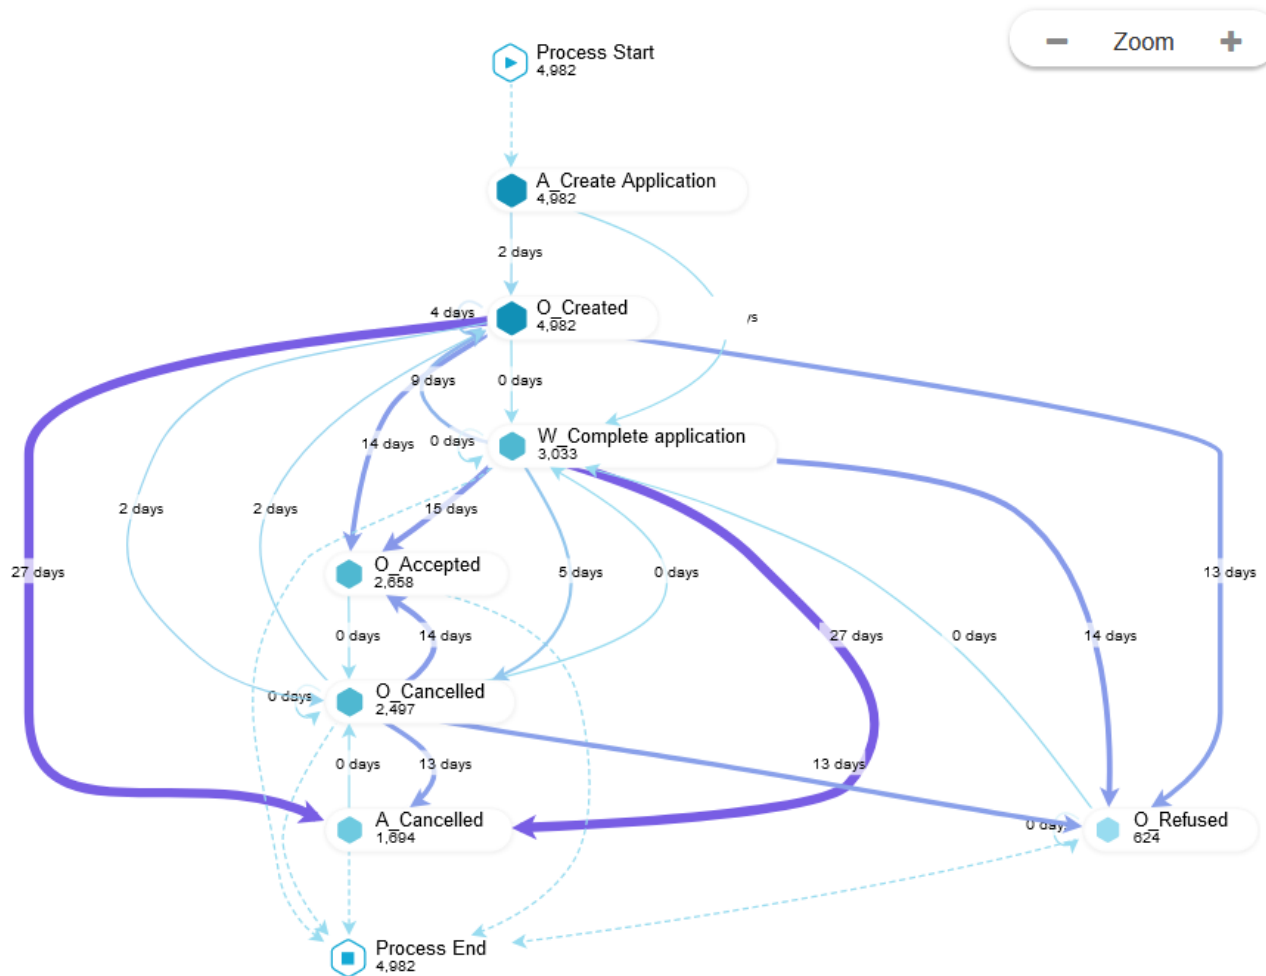 Process Start
4,982
Zoom
A_Create Application
4,982
2 days
O_Created
4,982
4 days
9 days
0 days
14 days
0 days
W_Complete application
3,033
2 days
2 days
15 days
27 days
O_Accepted
2,658
5 days
0 days
13 days
0 days
14 days
27 days
0 days
14 days
0 days
O_Cancelled
2,497
0 days
13 days
13 days
A_Cancelled
1,694
O_Refused
624
Process End
4,982